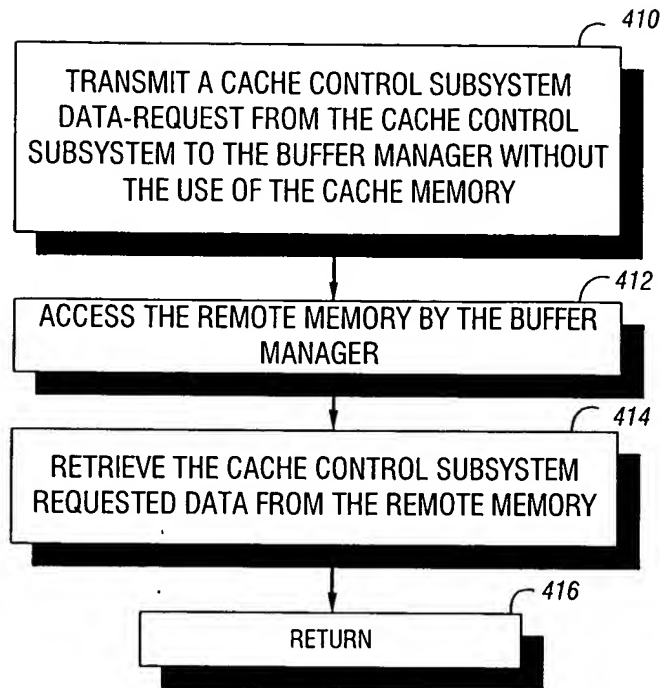 410
TRANSMIT A CACHE CONTROL SUBSYSTEM
DATA-REQUEST FROM THE CACHE CONTROL
SUBSYSTEM TO THE BUFFER MANAGER WITHOUT
THE USE OF THE CACHE MEMORY
412
ACCESS THE REMOTE MEMORY BY THE BUFFER
MANAGER
414
RETRIEVE THE CACHE CONTROL SUBSYSTEM
REQUESTED DATA FROM THE REMOTE MEMORY
416
RETURN